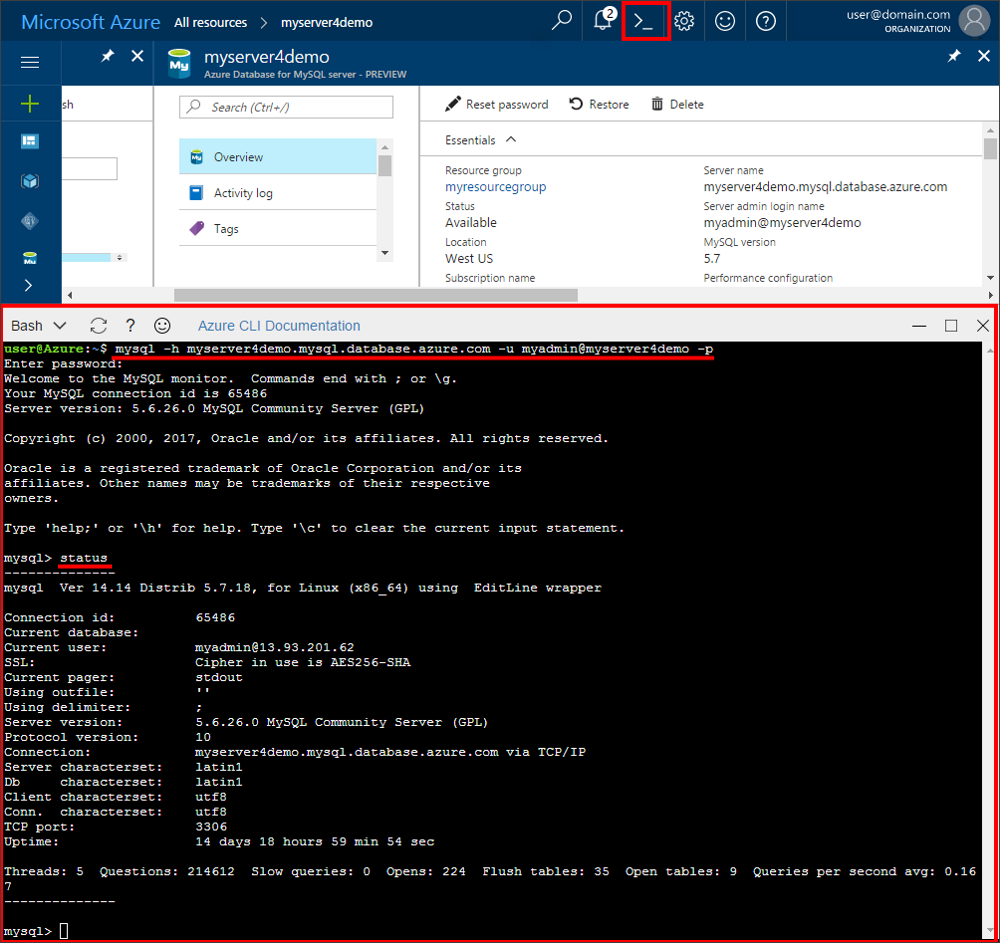 Microsoft Azure All resources > myserver4demo
2
>_
user@domain.com
ORGANIZATION
myserver4demo
Azure Database for MySQL server - PREVIEW
My
sh
Search (Ctrl+/)
Overview
Activity log
Tags
Reset password Restore Delete
Essentials
Resource group
myresourcegroup
Status
Available
Location
West US
Subscription name
Server name
myserver4demo.mysql.database.azure.com
Server admin login name
myadmin@myserver4demo
MySQL version
5.7
Performance configuration
Bash ? Azure CLI Documentation
user@Azure:~$ mysql -h myserver4demo.mysql.database.azure.com -u myadmin@myserver4demo -p
Enter password:
Welcome to the MySQL monitor.  Commands end with ; or \g.
Your MySQL connection id is 65486
Server version: 5.6.26.0 MySQL Community Server (GPL)
Copyright (c) 2000, 2017, Oracle and/or its affiliates. All rights reserved.
Oracle is a registered trademark of Oracle Corporation and/or its
affiliates. Other names may be trademarks of their respective
owners.
Type 'help;' or '\h' for help. Type '\c' to clear the current input statement.
mysql> status
--------------
mysql  Ver 14.14 Distrib 5.7.18, for Linux (x86_64) using  EditLine wrapper
Connection id:          65486
Current database:
Current user:           myadmin@13.93.201.62
SSL:                    Cipher in use is AES256-SHA
Current pager:          stdout
Using outfile:          ''
Using delimiter:        ;
Server version:         5.6.26.0 MySQL Community Server (GPL)
Protocol version:       10
Connection:             myserver4demo.mysql.database.azure.com via TCP/IP
Server characterset:    latin1
Db     characterset:    latin1
Client characterset:    utf8
Conn.  characterset:    utf8
TCP port:               3306
Uptime:                 14 days 18 hours 59 min 54 sec
Threads: 5  Questions: 214612  Slow queries: 0  Opens: 224  Flush tables: 35  Open tables: 9  Queries per second avg: 0.16
7
--------------
mysql>